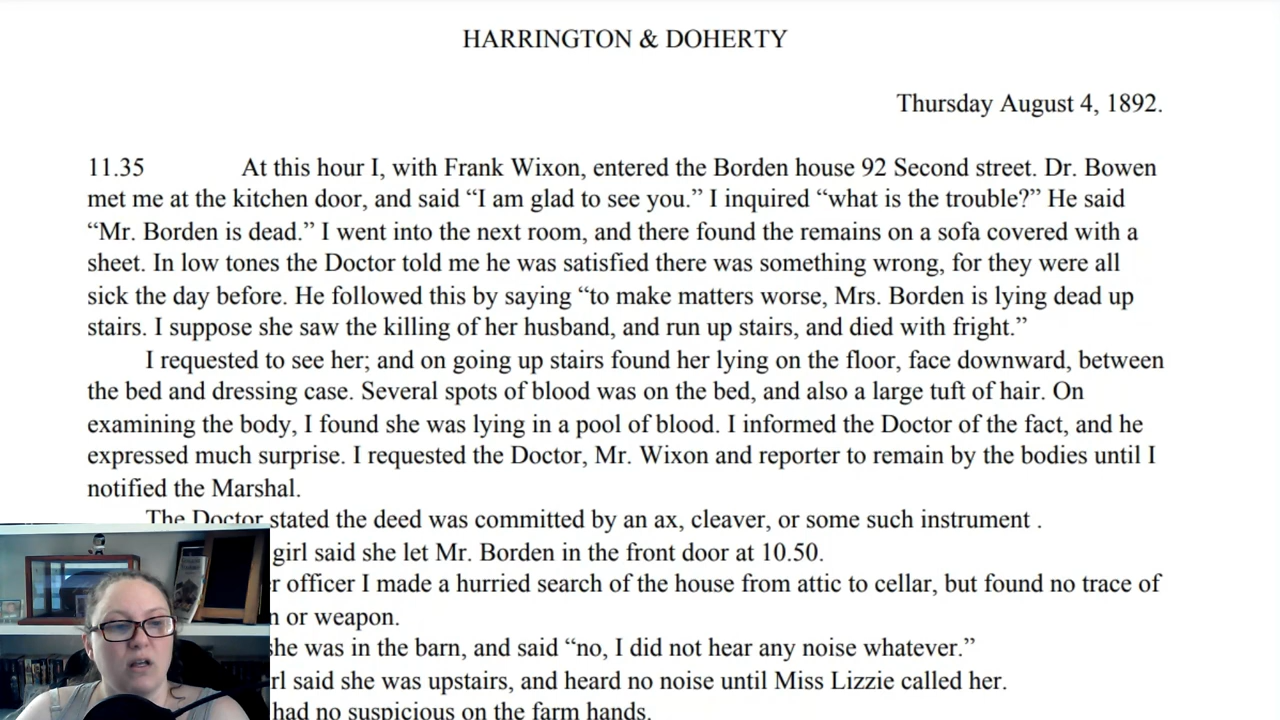 HARRINGTON & DOHERTY
Thursday August 4, 1892.
11.35 At this hour I, with Frank Wixon, entered the Borden house 92 Second street. Dr. Bowen
met me at the kitchen door, and said “I am glad to see you.” I inquired “what is the trouble?” He said
“Mr. Borden is dead.” I went into the next room, and there found the remains on a sofa covered with a
sheet. In low tones the Doctor told me he was satisfied there was something wrong, for they were all
sick the day before. He followed this by saying “to make matters worse, Mrs. Borden is lying dead up
stairs. I suppose she saw the killing of her husband, and run up stairs, and died with fright.”
I requested to see her; and on going up stairs found her lying on the floor, face downward, between
the bed and dressing case. Several spots of blood was on the bed, and also a large tuft of hair. On
examining the body, I found she was lying in a pool of blood. I informed the Doctor of the fact, and he
expressed much surprise. I requested the Doctor, Mr. Wixon and reporter to remain by the bodies until I
notified the Marshal.
The Doctor stated the deed was committed by an ax, cleaver, or some such instrument .
girl said she let Mr. Borden in the front door at 10.50.
officer I made a hurried search of the house from attic to cellar, but found no trace of
or weapon.
she was in the barn, and said “no, I did not hear any noise whatever.”
said she was upstairs, and heard no noise until Miss Lizzie called her.
had no suspicious on the farm hands.